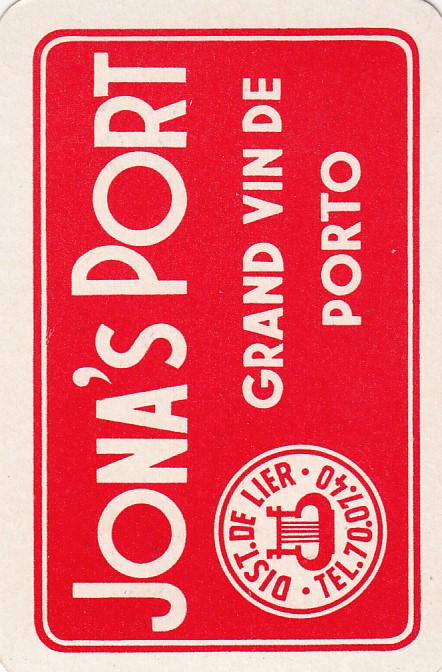 JONA'S PORT
GRAND VIN DE
PORTO
DIST. DE LIER · TEL. 70.07.40 ·